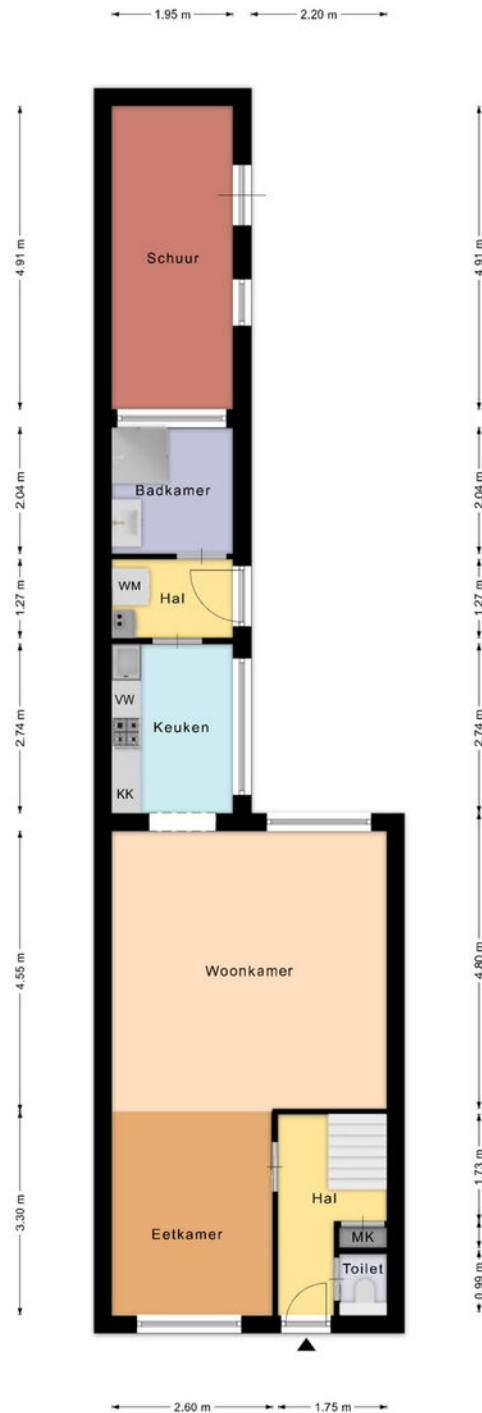 1.95 m 2.20 m
4.91 m 4.91 m
Schuur
2.04 m 2.04 m
Badkamer
1.27 m 1.27 m
WM
Hal
2.74 m 2.74 m
VW
Keuken
KK
4.55 m 4.80 m
Woonkamer
3.30 m 1.73 m
Hal
Eetkamer
MK
Toilet
0.99 m
2.60 m 1.75 m